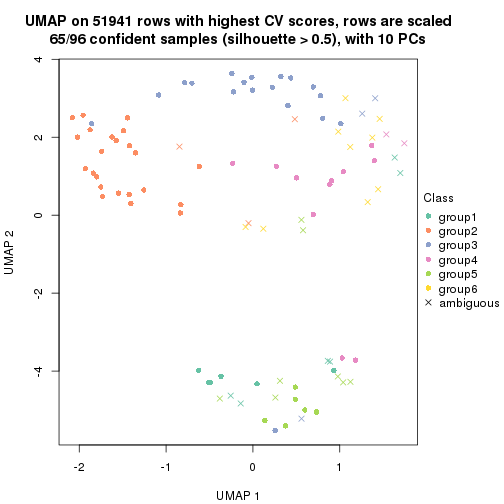 UMAP on 51941 rows with highest CV scores, rows are scaled
65/96 confident samples (silhouette > 0.5), with 10 PCs
4
2
0
-2
-4
UMAP 2
-2
-1
0
1
UMAP 1
Class
group1
group2
group3
group4
group5
group6
ambiguous